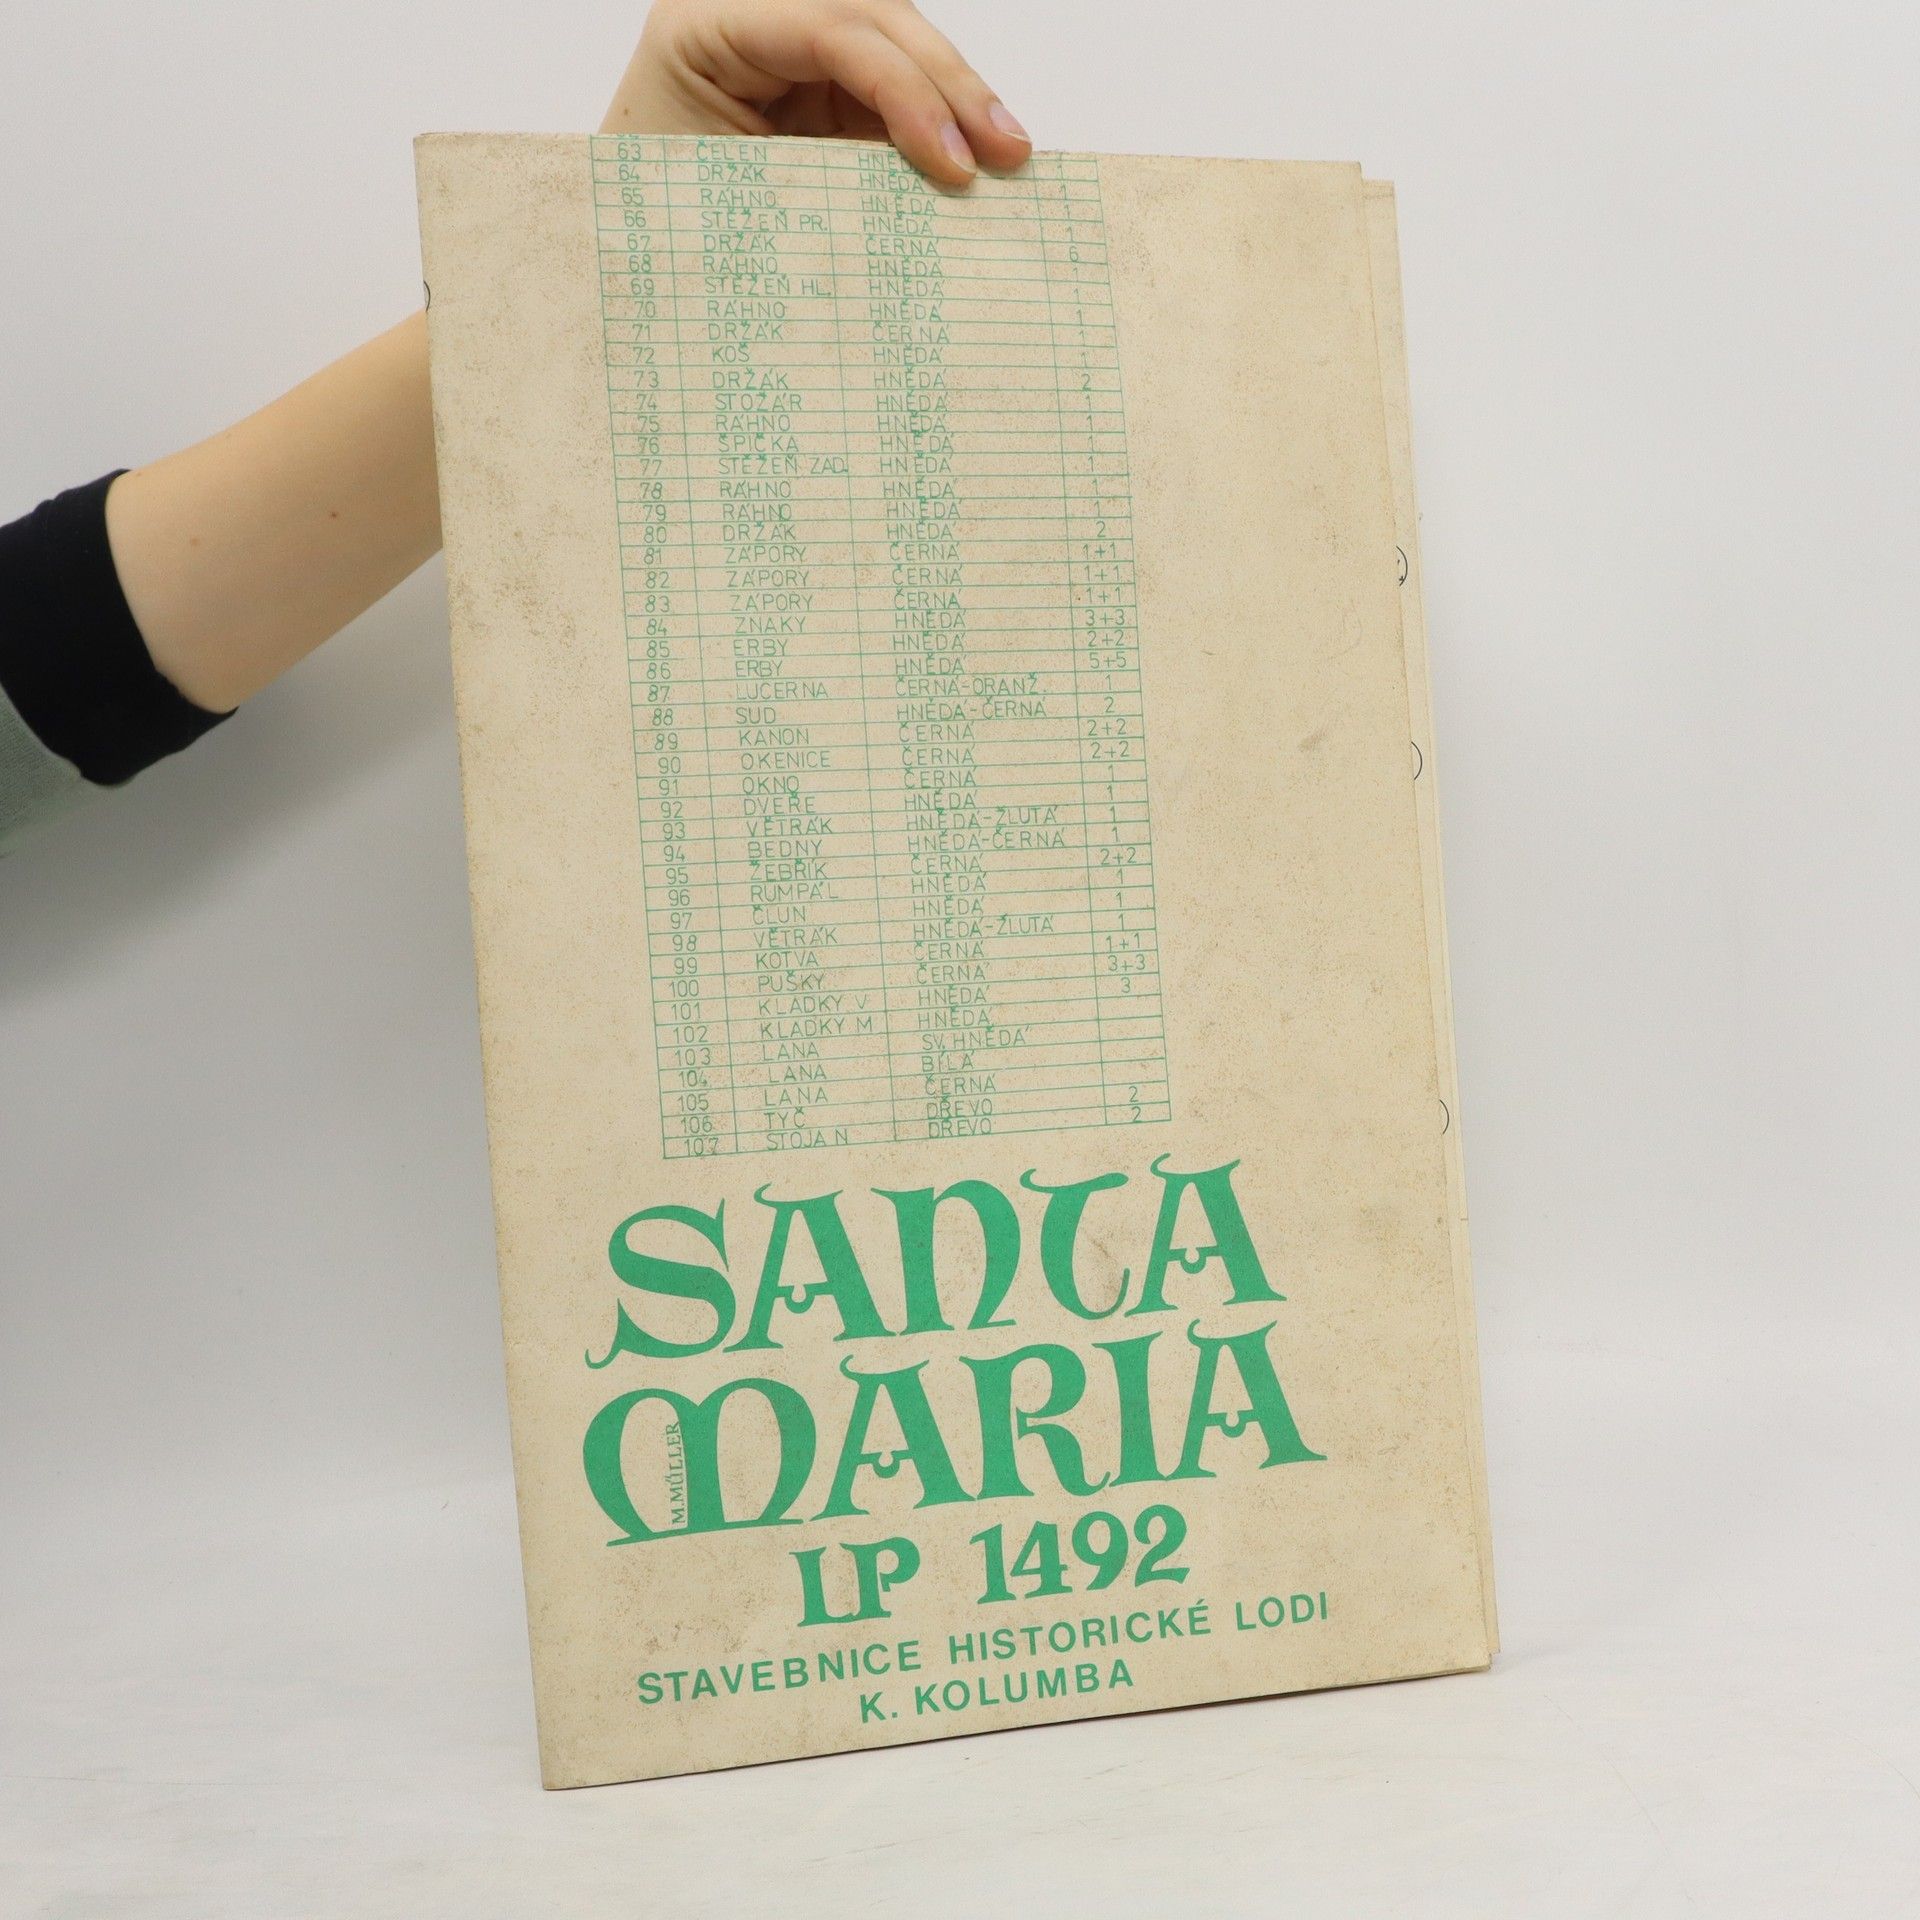 63 ČELEN HNĚDÁ 1
64 DRŽÁK HNĚDÁ 1
65 RÁHNO HNĚDÁ 1
66 STĚŽEŇ PR. HNĚDÁ 1
67 DRŽÁK ČERNÁ 6
68 RÁHNO HNĚDÁ 1
69 STĚŽEŇ HL. HNĚDÁ 1
70 RÁHNO HNĚDÁ 1
71 DRŽÁK ČERNÁ 1
72 KOŠ HNĚDÁ 1
73 DRŽÁK HNĚDÁ 2
74 STOŽÁR HNĚDÁ 1
75 RÁHNO HNĚDÁ 1
76 ŠPIČKA HNĚDÁ 1
77 STĚŽEŇ ZAD. HNĚDÁ 1
78 RÁHNO HNĚDÁ 1
79 RÁHNO HNĚDÁ 1
80 DRŽÁK HNĚDÁ 2
81 ZÁPORY ČERNÁ 1+1
82 ZÁPORY ČERNÁ 1+1
83 ZÁPORY ČERNÁ 1+1
84 ZNAKY HNĚDÁ 3+3
85 ERBY HNĚDÁ 2+2
86 ERBY HNĚDÁ 5+5
87 LUCERNA ČERNÁ-ORANŽ. 1
88 SUD HNĚDÁ-ČERNÁ 2
89 KANON ČERNÁ 2+2
90 OKENICE ČERNÁ 2+2
91 OKNO ČERNÁ 1
92 DVEŘE HNĚDÁ 1
93 VĚTRÁK HNĚDÁ-ŽLUTÁ 1
94 BEDNY HNĚDÁ-ČERNÁ 1
95 ŽEBŘÍK ČERNÁ 2+2
96 RUMPÁL HNĚDÁ 1
97 ČLUN HNĚDÁ 1
98 VĚTRÁK HNĚDÁ-ŽLUTÁ 1
99 KOTVA ČERNÁ 1+1
100 PUŠKY ČERNÁ 3+3
101 KLADKY V HNĚDÁ 3
102 KLADKY M HNĚDÁ
103 LANA SV. HNĚDÁ
104 LANA BÍLÁ
105 LANA ČERNÁ
106 TYČ DŘEVO 2
107 STOJAN DŘEVO 2
SANTA
MARIA
M.MÜLLER
LP 1492
STAVEBNICE HISTORICKÉ LODI
K. KOLUMBA